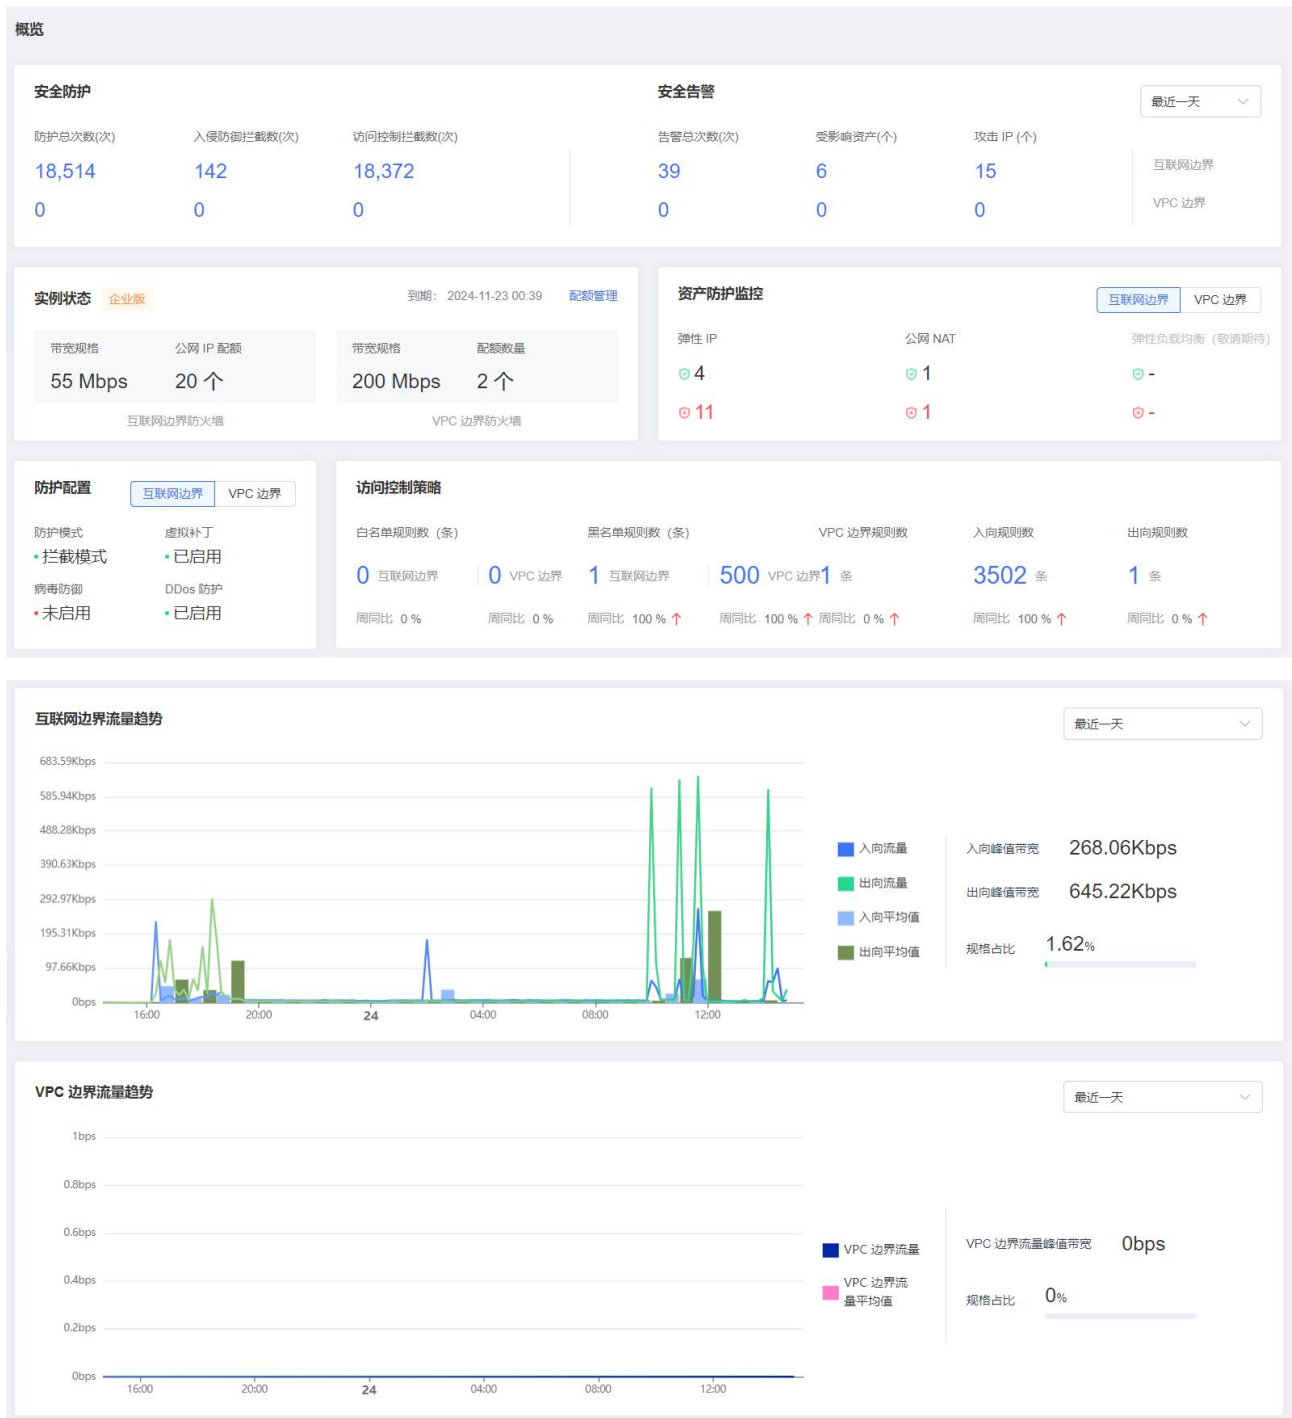 概览
安全防护
安全告警
最近一天
防护总次数(次) 入侵防御拦截数(次) 访问控制拦截数(次) 告警总次数(次) 受影响资产(个) 攻击 IP (个)
18,514 142 18,372 39 6 15 互联网边界
0 0 0 0 0 0 VPC 边界
实例状态 企业版 到期： 2024-11-23 00:39 配额管理
带宽规格 公网 IP 配额 带宽规格 配额数量
55 Mbps 20 个 200 Mbps 2 个
互联网边界防火墙 VPC 边界防火墙
资产防护监控 互联网边界 VPC 边界
弹性 IP 公网 NAT 弹性负载均衡（敬请期待）
4 1 -
11 1 -
防护配置 互联网边界 VPC 边界
防护模式 虚拟补丁
拦截模式 已启用
病毒防御 DDos 防护
未启用 已启用
访问控制策略
白名单规则数（条） 黑名单规则数（条） VPC 边界规则数 入向规则数 出向规则数
0 互联网边界 0 VPC 边界 1 互联网边界 500 VPC 边界 1 条 3502 条 1 条
周同比 0 % 周同比 0 % 周同比 100 % ↑ 周同比 100 % ↑ 周同比 0 % ↑ 周同比 100 % ↑ 周同比 0 % ↑
互联网边界流量趋势
最近一天
683.59Kbps
585.94Kbps
488.28Kbps
390.63Kbps
292.97Kbps
195.31Kbps
97.66Kbps
0bps
16:00 20:00 24 04:00 08:00 12:00
入向流量
出向流量
入向平均值
出向平均值
入向峰值带宽 268.06Kbps
出向峰值带宽 645.22Kbps
规格占比 1.62%
VPC 边界流量趋势
最近一天
1bps
0.8bps
0.6bps
0.4bps
0.2bps
0bps
16:00 20:00 24 04:00 08:00 12:00
VPC 边界流量
VPC 边界流
量平均值
VPC 边界流量峰值带宽 0bps
规格占比 0%